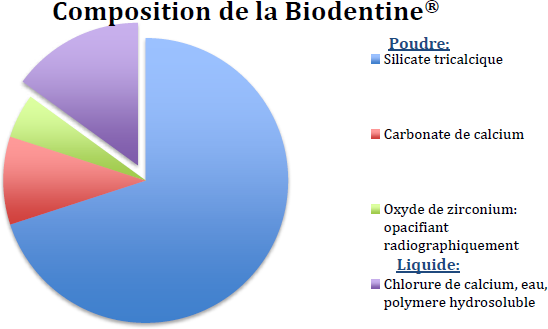 Composition de la Biodentine®
Poudre:
Silicate tricalcique
Carbonate de calcium
Oxyde de zirconium:
opacifiant
radiographiquement
Liquide:
Chlorure de calcium, eau,
polymere hydrosoluble